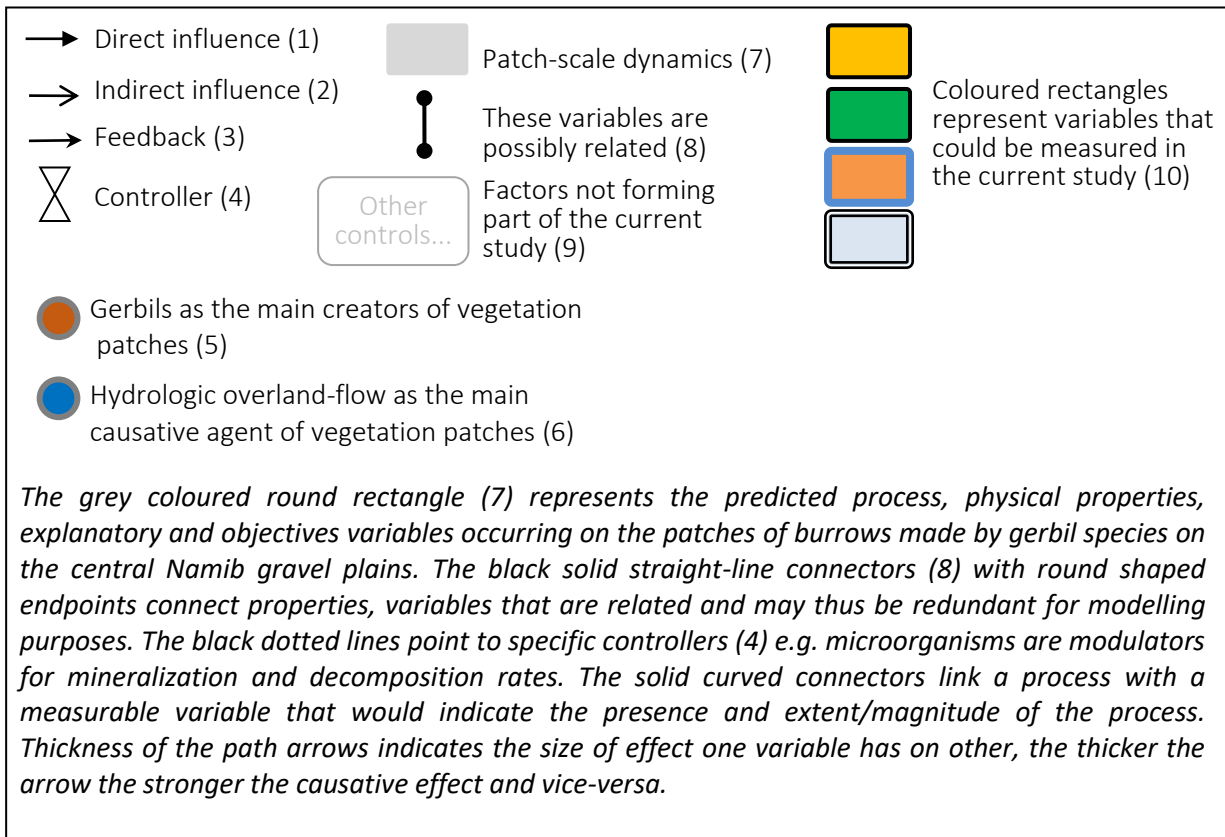 Direct influence (1)
Indirect influence (2)
Feedback (3)
Controller (4)
Gerbils as the main creators of vegetation
patches (5)
Hydrologic overland-flow as the main
causative agent of vegetation patches (6)
Patch-scale dynamics (7)
These variables are
possibly related (8)
Other
controls...
Factors not forming
part of the current
study (9)
Coloured rectangles
represent variables that
could be measured in
the current study (10)
The grey coloured round rectangle (7) represents the predicted process, physical properties,
explanatory and objectives variables occurring on the patches of burrows made by gerbil species on
the central Namib gravel plains. The black solid straight-line connectors (8) with round shaped
endpoints connect properties, variables that are related and may thus be redundant for modelling
purposes. The black dotted lines point to specific controllers (4) e.g. microorganisms are modulators
for mineralization and decomposition rates. The solid curved connectors link a process with a
measurable variable that would indicate the presence and extent/magnitude of the process.
Thickness of the path arrows indicates the size of effect one variable has on other, the thicker the
arrow the stronger the causative effect and vice-versa.